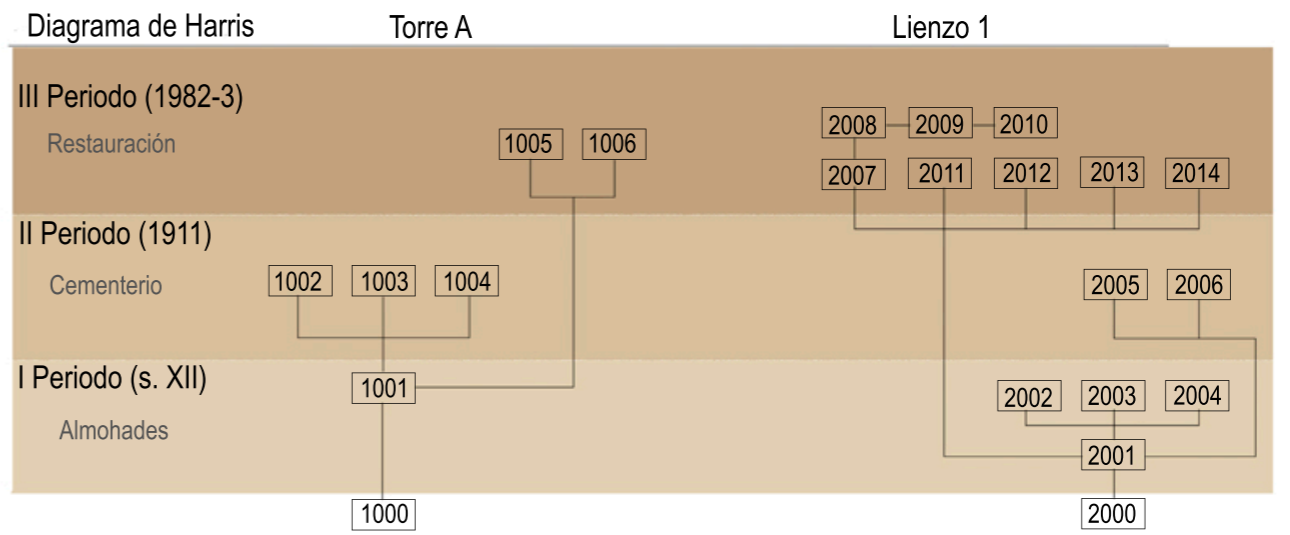 Diagrama de Harris Torre A Lienzo 1
III Periodo (1982-3)
2008 2009 2010
Restauración 1005 1006
2007 2011 2012 2013 2014
II Periodo (1911)
Cementerio 1002 1003 1004 2005 2006
I Periodo (s. XII)
1001 2002 2003 2004
Almohades
2001
1000 2000